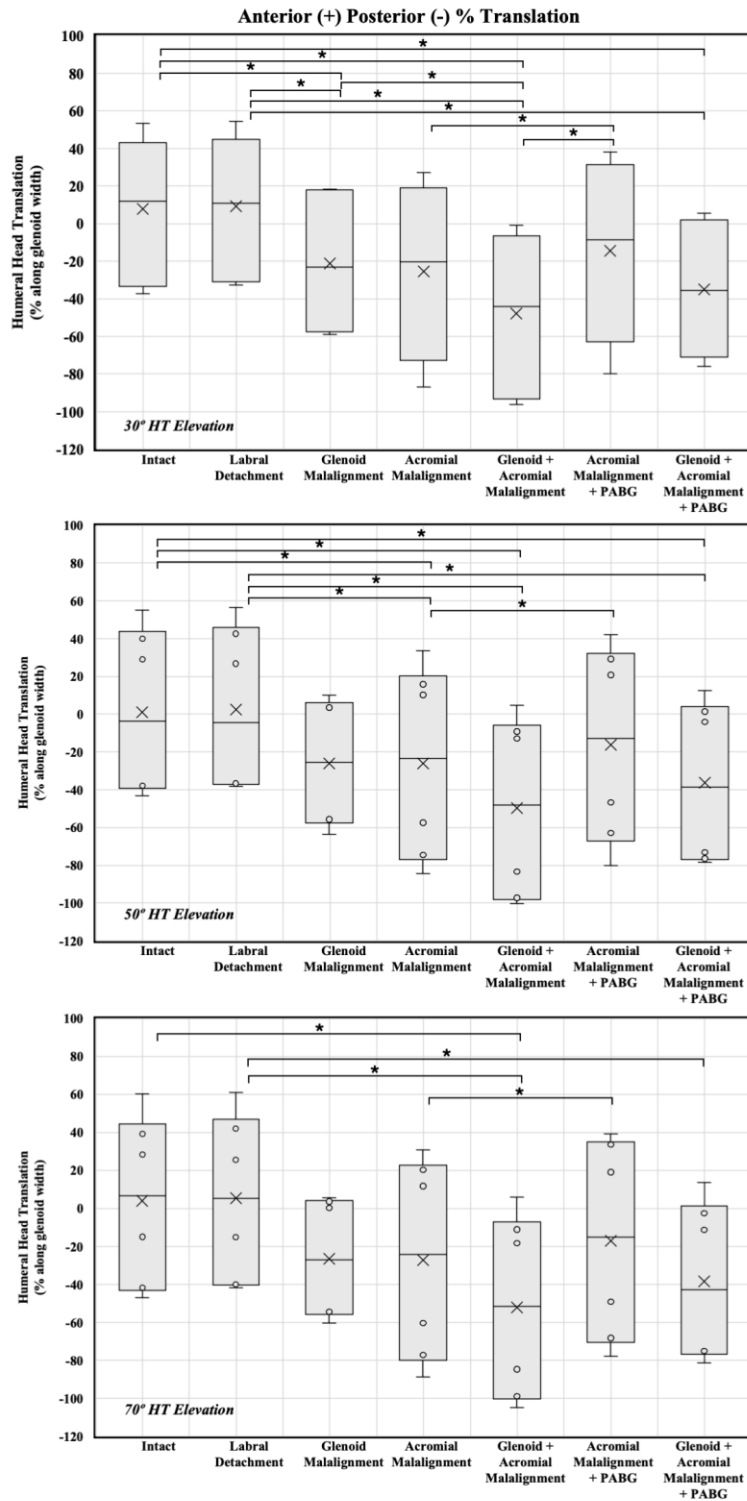 Anterior (+) Posterior (-) % Translation
Humeral Head Translation
(% along glenoid width)
100
80
60
40
20
0
-20
-40
-60
-80
-100
-120
*
*
*
*
*
*
*
*
*
30º HT Elevation
Intact
Labral
Detachment
Glenoid
Malalignment
Acromial
Malalignment
Glenoid +
Acromial
Malalignment
Acromial
Malalignment
+ PABG
Glenoid +
Acromial
Malalignment
+ PABG
Humeral Head Translation
(% along glenoid width)
100
80
60
40
20
0
-20
-40
-60
-80
-100
-120
*
*
*
*
*
*
*
50º HT Elevation
Intact
Labral
Detachment
Glenoid
Malalignment
Acromial
Malalignment
Glenoid +
Acromial
Malalignment
Acromial
Malalignment
+ PABG
Glenoid +
Acromial
Malalignment
+ PABG
Humeral Head Translation
(% along glenoid width)
100
80
60
40
20
0
-20
-40
-60
-80
-100
-120
*
*
*
*
70º HT Elevation
Intact
Labral
Detachment
Glenoid
Malalignment
Acromial
Malalignment
Glenoid +
Acromial
Malalignment
Acromial
Malalignment
+ PABG
Glenoid +
Acromial
Malalignment
+ PABG